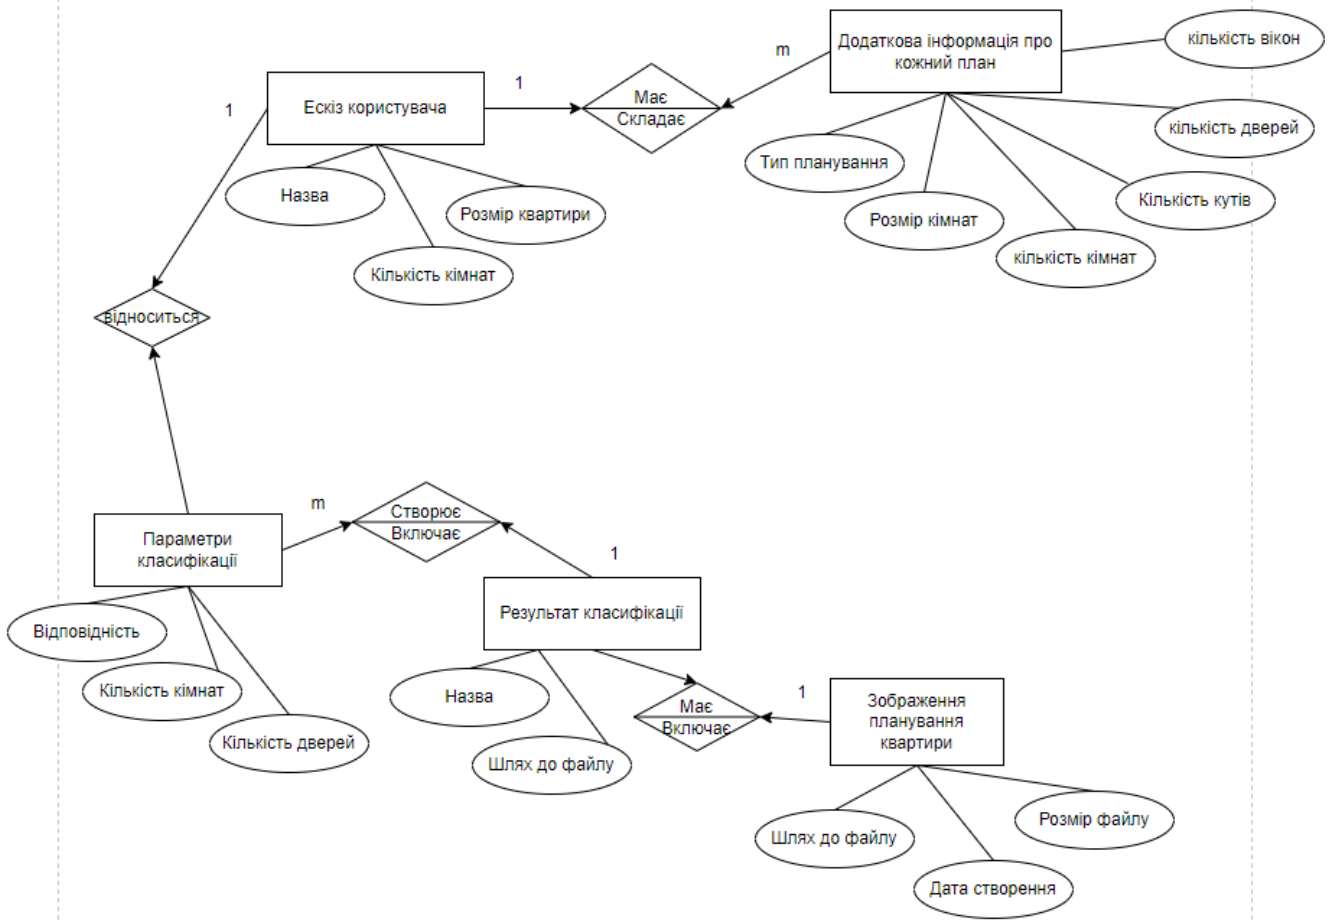 Додаткова інформація про
кожний план
кількість вікон
m
1
Ескіз користувача
1
Має
Складає
кількість дверей
Тип планування
Назва
Розмір квартири
Розмір кімнат
Кількість кутів
кількість кімнат
Кількість кімнат
відноситься
m
Створює
Включає
Параметри
класифікації
1
Результат класифікації
Відповідність
Кількість кімнат
Кількість дверей
Назва
Шлях до файлу
Має
Включає
1
Зображення
планування
квартири
Шлях до файлу
Розмір файлу
Дата створення